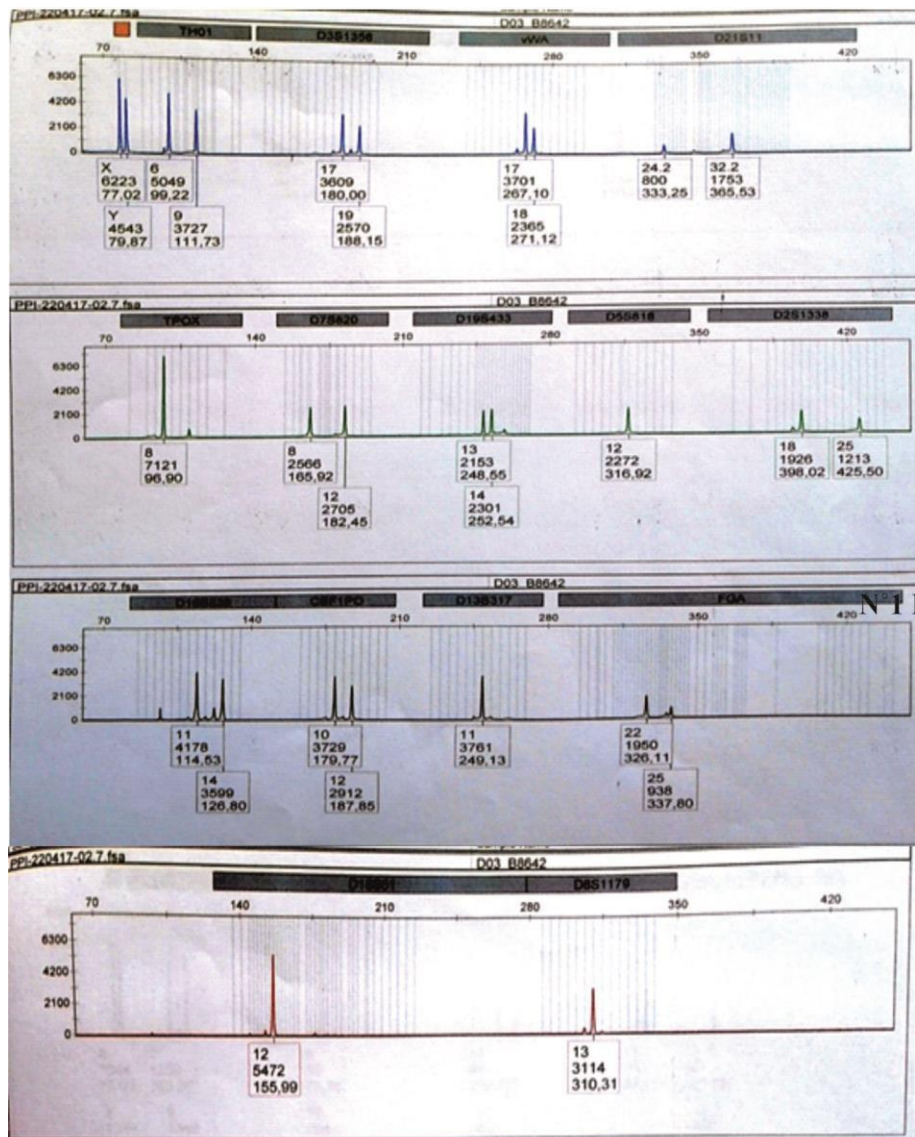 PPI-220417-02.7.fsa
D03 B8642
TH01 D3S1358 vWA D21S11
70 140 210 280 350 420
6300
4200
2100
0
X 6 17 17 24.2 32.2
6223 5049 3609 3701 800 1753
77,02 99,22 180,00 267,10 333,25 365,53
Y 9 19 18
4543 3727 2570 2365
79,87 111,73 188,15 271,12
PPI-220417-02.7.fsa D03 B8642
TPOX D7S820 D19S433 D5S818 D2S1338
70 140 210 280 350 420
6300
4200
2100
0
8 8 13 12 18 25
7121 2566 2153 2272 1926 1213
96,90 165,92 248,55 316,92 398,02 425,50
12 14
2705 2301
182,45 252,54
PPI-220417-02.7.fsa D03 B8642
CSF1PO D13S317 FGA
N°1
70 140 210 280 350 420
6300
4200
2100
0
11 10 11 22
4178 3729 3761 1950
114,53 179,77 249,13 326,11
14 12 25
3599 2912 938
126,80 187,85 337,80
PPI-220417-02.7.fsa D03 B8642
D8S1179
70 140 210 280 350 420
6300
4200
2100
0
12 13
5472 3114
155,99 310,31